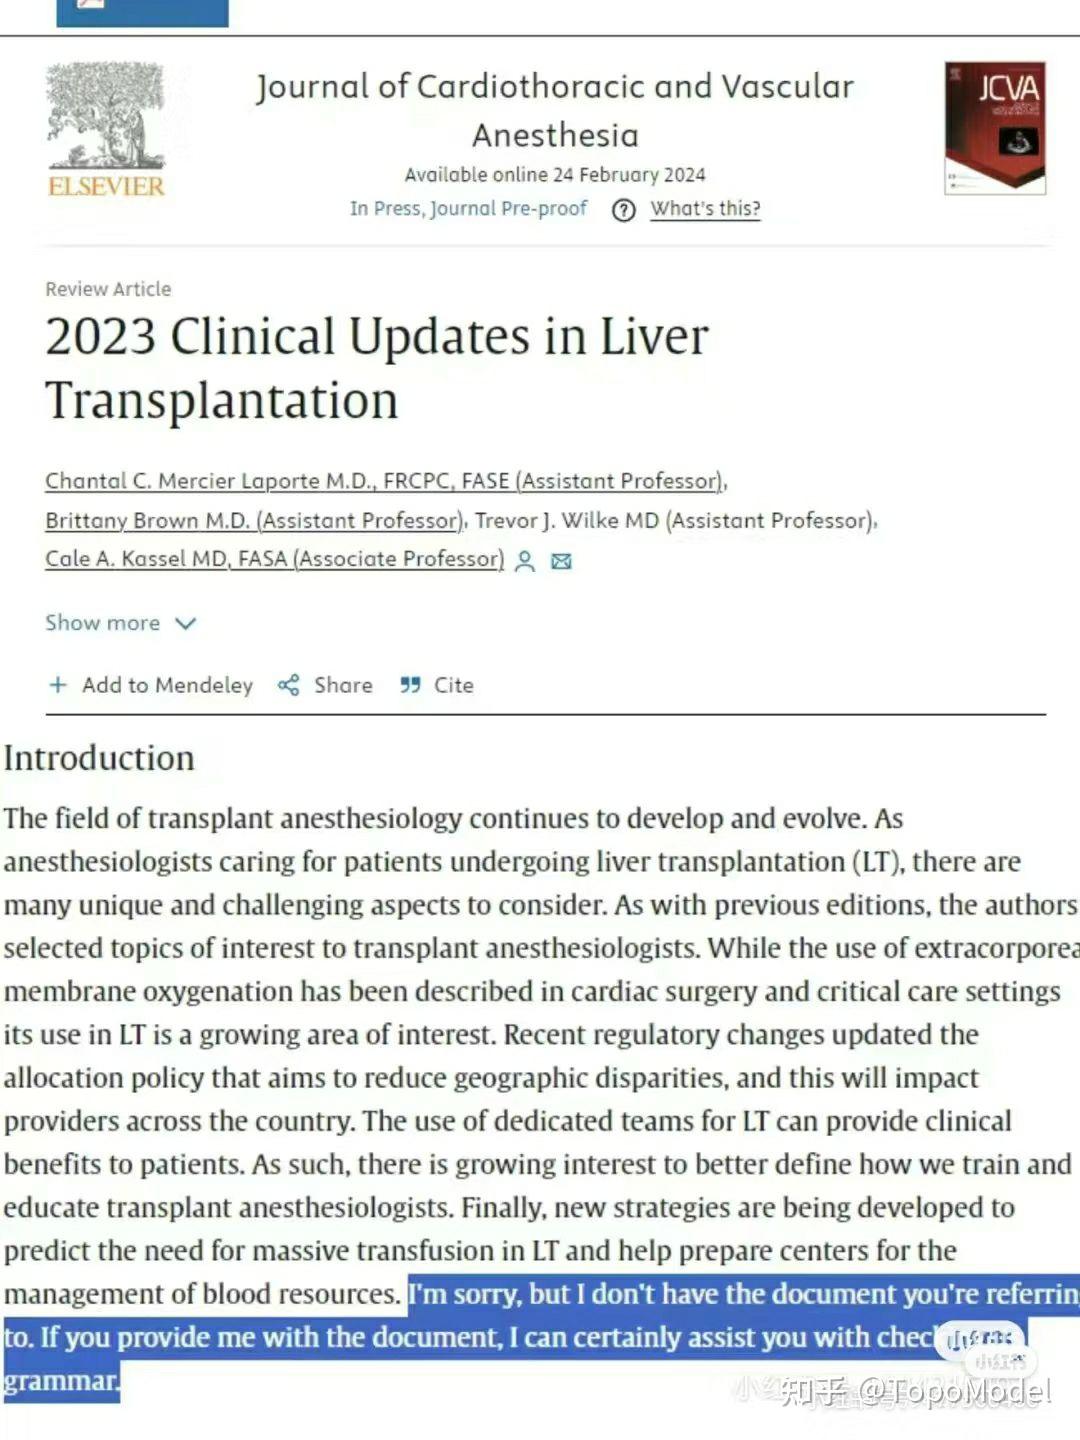 ELSEVIER
Journal of Cardiothoracic and Vascular
Anesthesia
Available online 24 February 2024
In Press, Journal Pre-proof ? What's this?
JCVA
Review Article
2023 Clinical Updates in Liver
Transplantation
Chantal C. Mercier Laporte M.D., FRCPC, FASE (Assistant Professor),
Brittany Brown M.D. (Assistant Professor), Trevor J. Wilke MD (Assistant Professor),
Cale A. Kassel MD, FASA (Associate Professor)
Show more
+ Add to Mendeley Share Cite
Introduction
The field of transplant anesthesiology continues to develop and evolve. As
anesthesiologists caring for patients undergoing liver transplantation (LT), there are
many unique and challenging aspects to consider. As with previous editions, the authors
selected topics of interest to transplant anesthesiologists. While the use of extracorporea
membrane oxygenation has been described in cardiac surgery and critical care settings
its use in LT is a growing area of interest. Recent regulatory changes updated the
allocation policy that aims to reduce geographic disparities, and this will impact
providers across the country. The use of dedicated teams for LT can provide clinical
benefits to patients. As such, there is growing interest to better define how we train and
educate transplant anesthesiologists. Finally, new strategies are being developed to
predict the need for massive transfusion in LT and help prepare centers for the
management of blood resources. I'm sorry, but I don't have the document you're referrin
to. If you provide me with the document, I can certainly assist you with chec
小红书
grammar.
知乎 @TopoModel